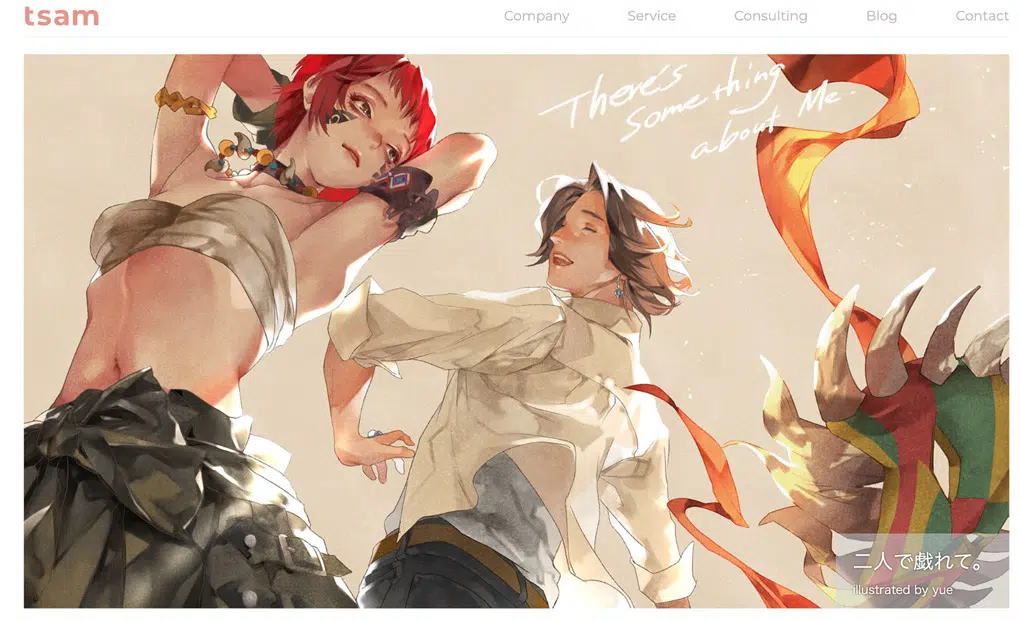 tsam
Company
Service
Consulting
Blog
Contact
There's
Something
about Me.
二人で戯れて。
illustrated by yue